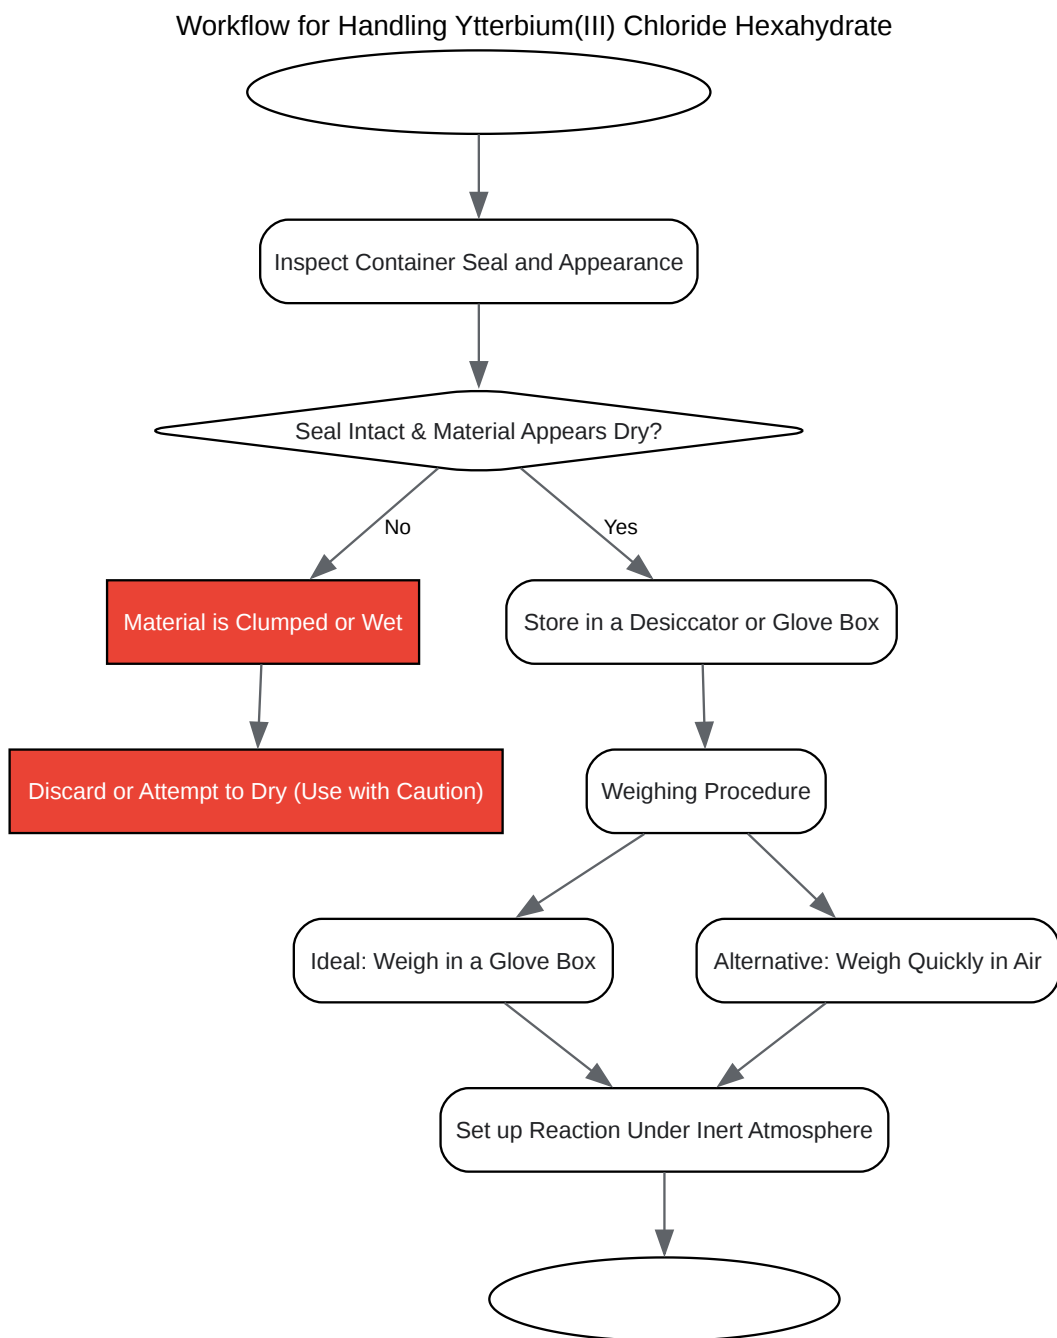 Workflow for Handling Ytterbium(III) Chloride Hexahydrate
Inspect Container Seal and Appearance
Seal Intact & Material Appears Dry?
No
Yes
Material is Clumped or Wet
Store in a Desiccator or Glove Box
Discard or Attempt to Dry (Use with Caution)
Weighing Procedure
Ideal: Weigh in a Glove Box
Alternative: Weigh Quickly in Air
Set up Reaction Under Inert Atmosphere